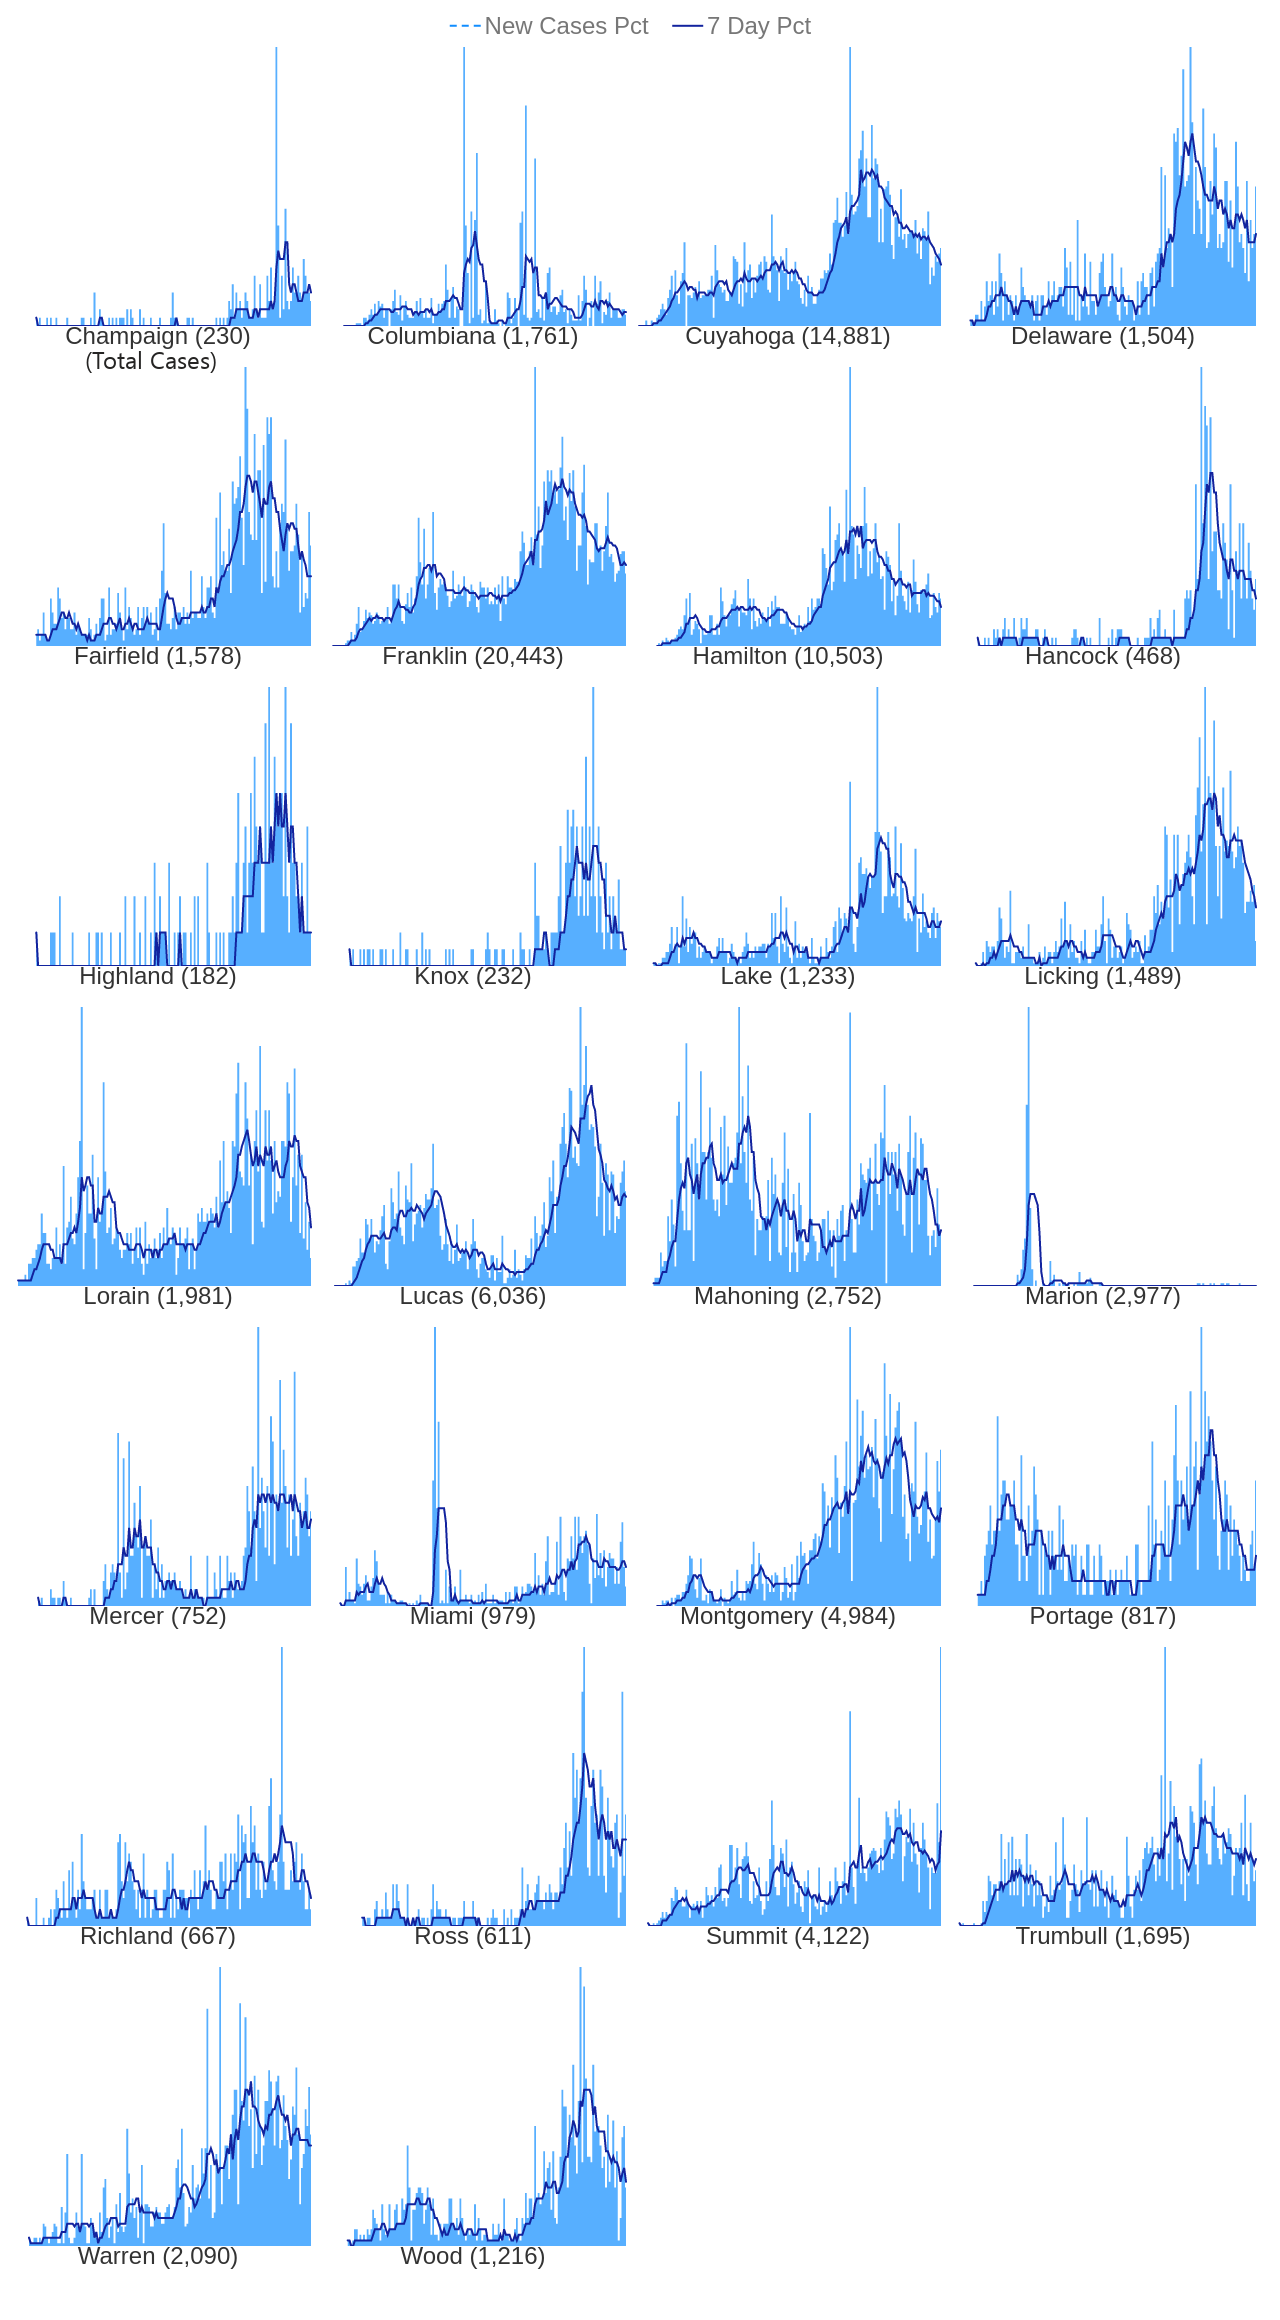 New Cases Pct 7 Day Pct
Champaign (230) Columbiana (1,761) Cuyahoga (14,881) Delaware (1,504)
(Total Cases)
Fairfield (1,578) Franklin (20,443) Hamilton (10,503) Hancock (468)
Highland (182) Knox (232) Lake (1,233) Licking (1,489)
Lorain (1,981) Lucas (6,036) Mahoning (2,752) Marion (2,977)
Mercer (752) Miami (979) Montgomery (4,984) Portage (817)
Richland (667) Ross (611) Summit (4,122) Trumbull (1,695)
Warren (2,090) Wood (1,216)